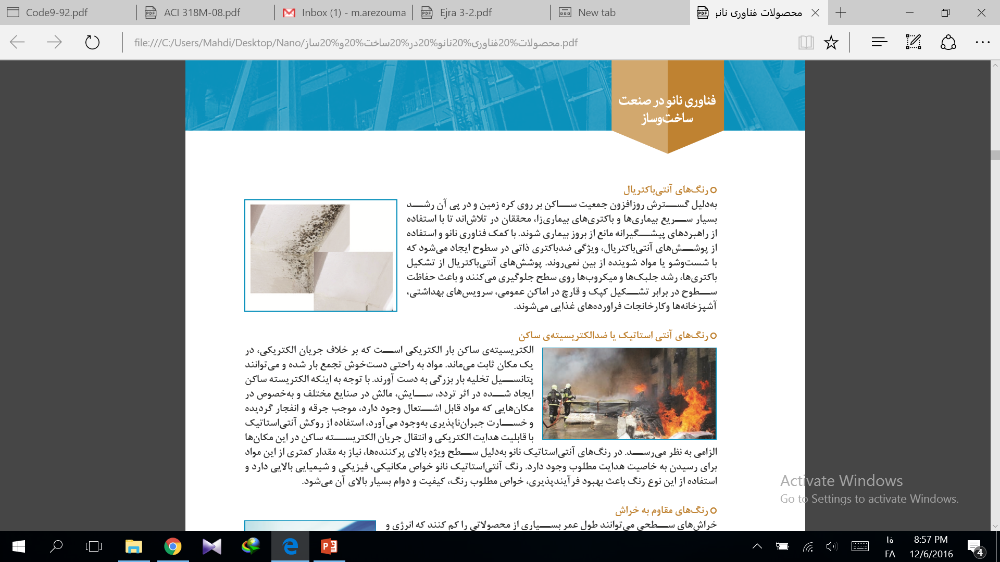 Code9-92.pdf
ACI 318M-08.pdf
Inbox (1) - m.arezouma
Ejra 3-2.pdf
New tab
محصولات فناوری نانو
file:///C:/Users/Mahdi/Desktop/Nano/محصولات%20فناوری%20نانو%20در%20ساخت%20و%20ساز.pdf
فناوری نانو در صنعت
ساخت‌وساز
رنگ‌های آنتی‌باکتریال
به‌دلیل گسترش روزافزون جمعیت ساکن بر روی کره زمین و در پی آن رشد
بسیار سریع بیماری‌ها و باکتری‌های بیماری‌زا، محققان در تلاش‌اند تا با استفاده
از راهبردهای پیشگیرانه مانع از بروز بیماری شوند. با کمک فناوری نانو و استفاده
از پوشش‌های آنتی‌باکتریال، ویژگی ضدباکتری ذاتی در سطوح ایجاد می‌شود که
با شست‌وشو یا مواد شوینده از بین نمی‌روند. پوشش‌های آنتی‌باکتریال از تشکیل
باکتری‌ها، رشد جلبک‌ها و میکروب‌ها روی سطح جلوگیری می‌کنند و باعث حفاظت
سطوح در برابر تشکیل کپک و قارچ در اماکن عمومی، سرویس‌های بهداشتی،
آشپزخانه‌ها وکارخانجات فراورده‌های غذایی می‌شوند.
رنگ‌های آنتی استاتیک یا ضدالکتریسیته‌ی ساکن
الکتریسیته‌ی ساکن بار الکتریکی است که بر خلاف جریان الکتریکی، در
یک مکان ثابت می‌ماند. مواد به راحتی دست‌خوش تجمع بار شده و می‌توانند
پتانسیل تخلیه بار بزرگی به دست آورند. با توجه به اینکه الکتریسته ساکن
ایجاد شده در اثر تردد، سایش، مالش در صنایع مختلف و به‌خصوص در
مکان‌هایی که مواد قابل اشتعال وجود دارد، موجب جرقه و انفجار گردیده
و خسارت جبران‌ناپذیری به‌وجود می‌آورد، استفاده از روکش آنتی‌استاتیک
با قابلیت هدایت الکتریکی و انتقال جریان الکتریسته ساکن در این مکان‌ها
الزامی به نظر می‌رسد. در رنگ‌های آنتی‌استاتیک نانو به‌دلیل سطح ویژه بالای پرکننده‌ها، نیاز به مقدار کمتری از این مواد
برای رسیدن به خاصیت هدایت مطلوب وجود دارد. رنگ آنتی‌استاتیک نانو خواص مکانیکی، فیزیکی و شیمیایی بالایی دارد و
استفاده از این نوع رنگ باعث بهبود فرآیندپذیری، خواص مطلوب رنگ، کیفیت و دوام بسیار بالای آن می‌شود.
رنگ‌های مقاوم به خراش
خراش‌های سطحی می‌توانند طول عمر بسیاری از محصولاتی را کم کنند که انرژی و
Activate Windows
Go to Settings to activate Windows.
فا
FA
8:57 PM
12/6/2016
4